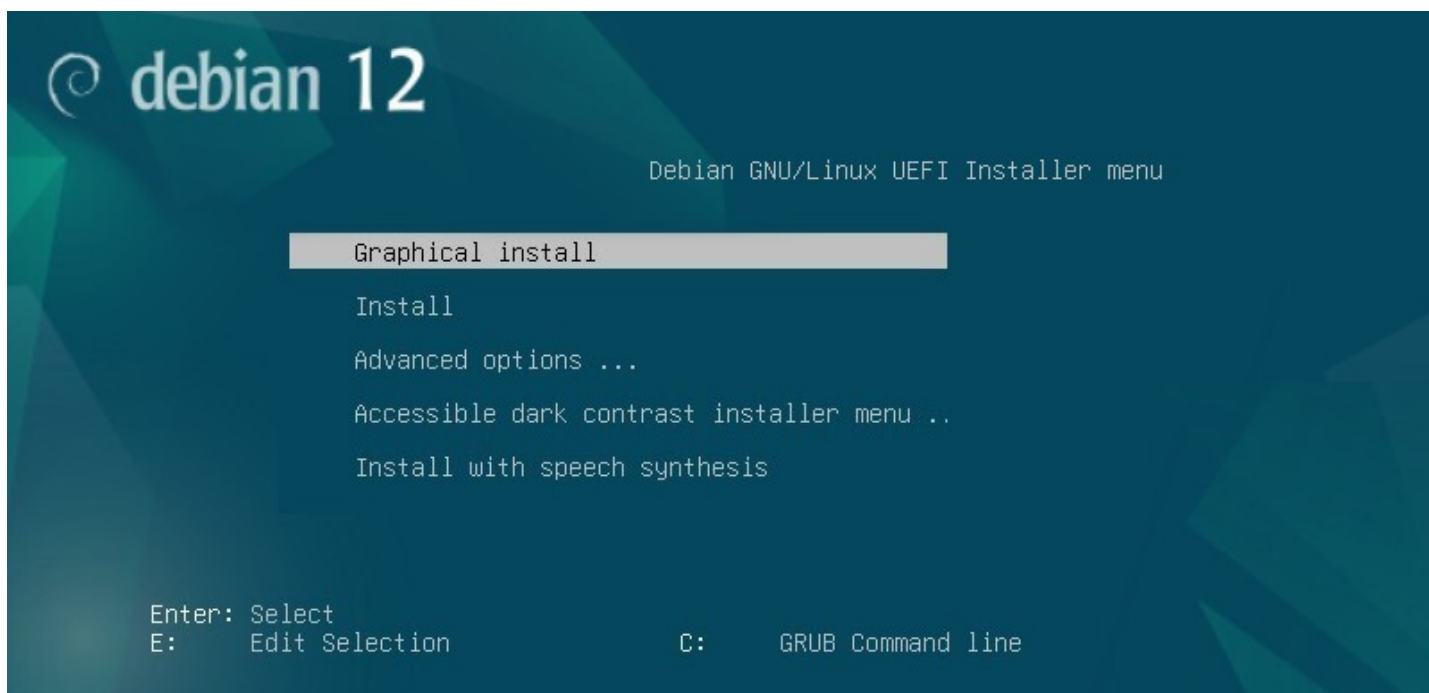 debian 12
Debian GNU/Linux UEFI Installer menu
Graphical install
Install
Advanced options ...
Accessible dark contrast installer menu ..
Install with speech synthesis
Enter: Select
E: Edit Selection C: GRUB Command line